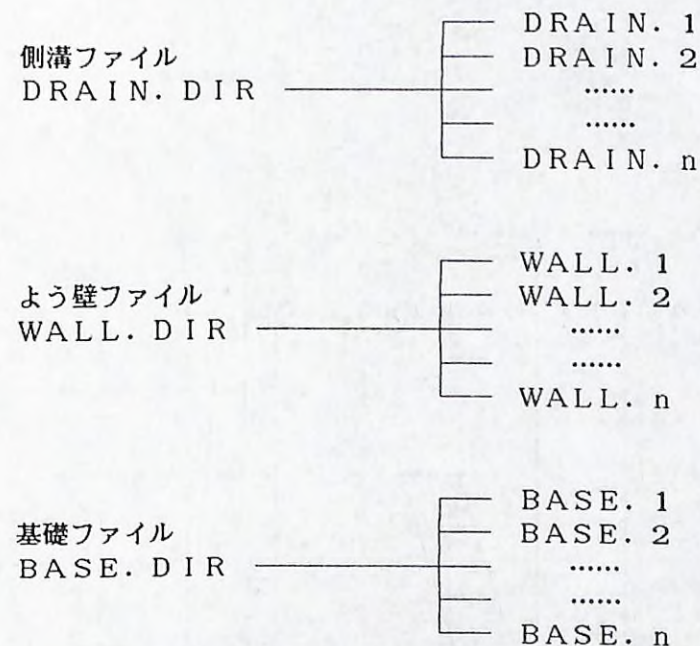 DRAIN. 1
側溝ファイル
DRAIN. 2
DRAIN. DIR
……
……
DRAIN. n
WALL. 1
よう壁ファイル
WALL. 2
WALL. DIR
……
……
WALL. n
BASE. 1
基礎ファイル
BASE. 2
BASE. DIR
……
……
BASE. n